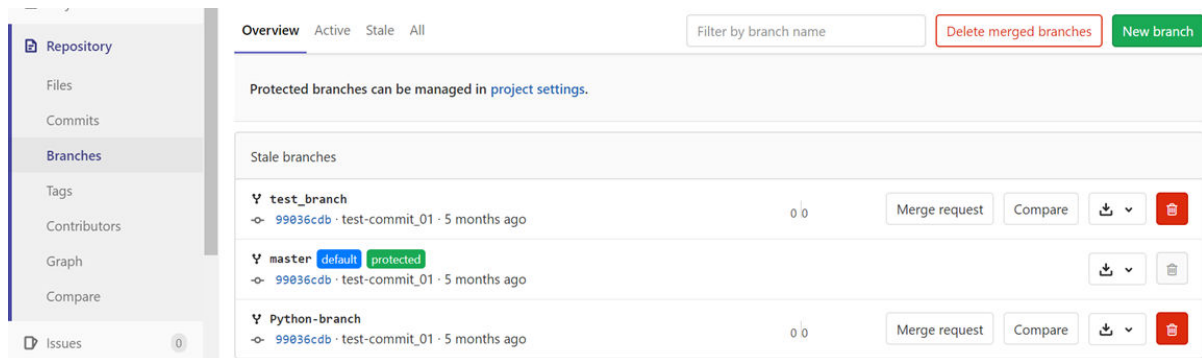 Repository
Files
Commits
Branches
Tags
Contributors
Graph
Compare
Issues 0
Overview Active Stale All Filter by branch name Delete merged branches New branch
Protected branches can be managed in project settings.
Stale branches
test_branch
99036cdb · test-commit_01 · 5 months ago 0 0 Merge request Compare
master default protected
99036cdb · test-commit_01 · 5 months ago
Python-branch
99036cdb · test-commit_01 · 5 months ago 0 0 Merge request Compare